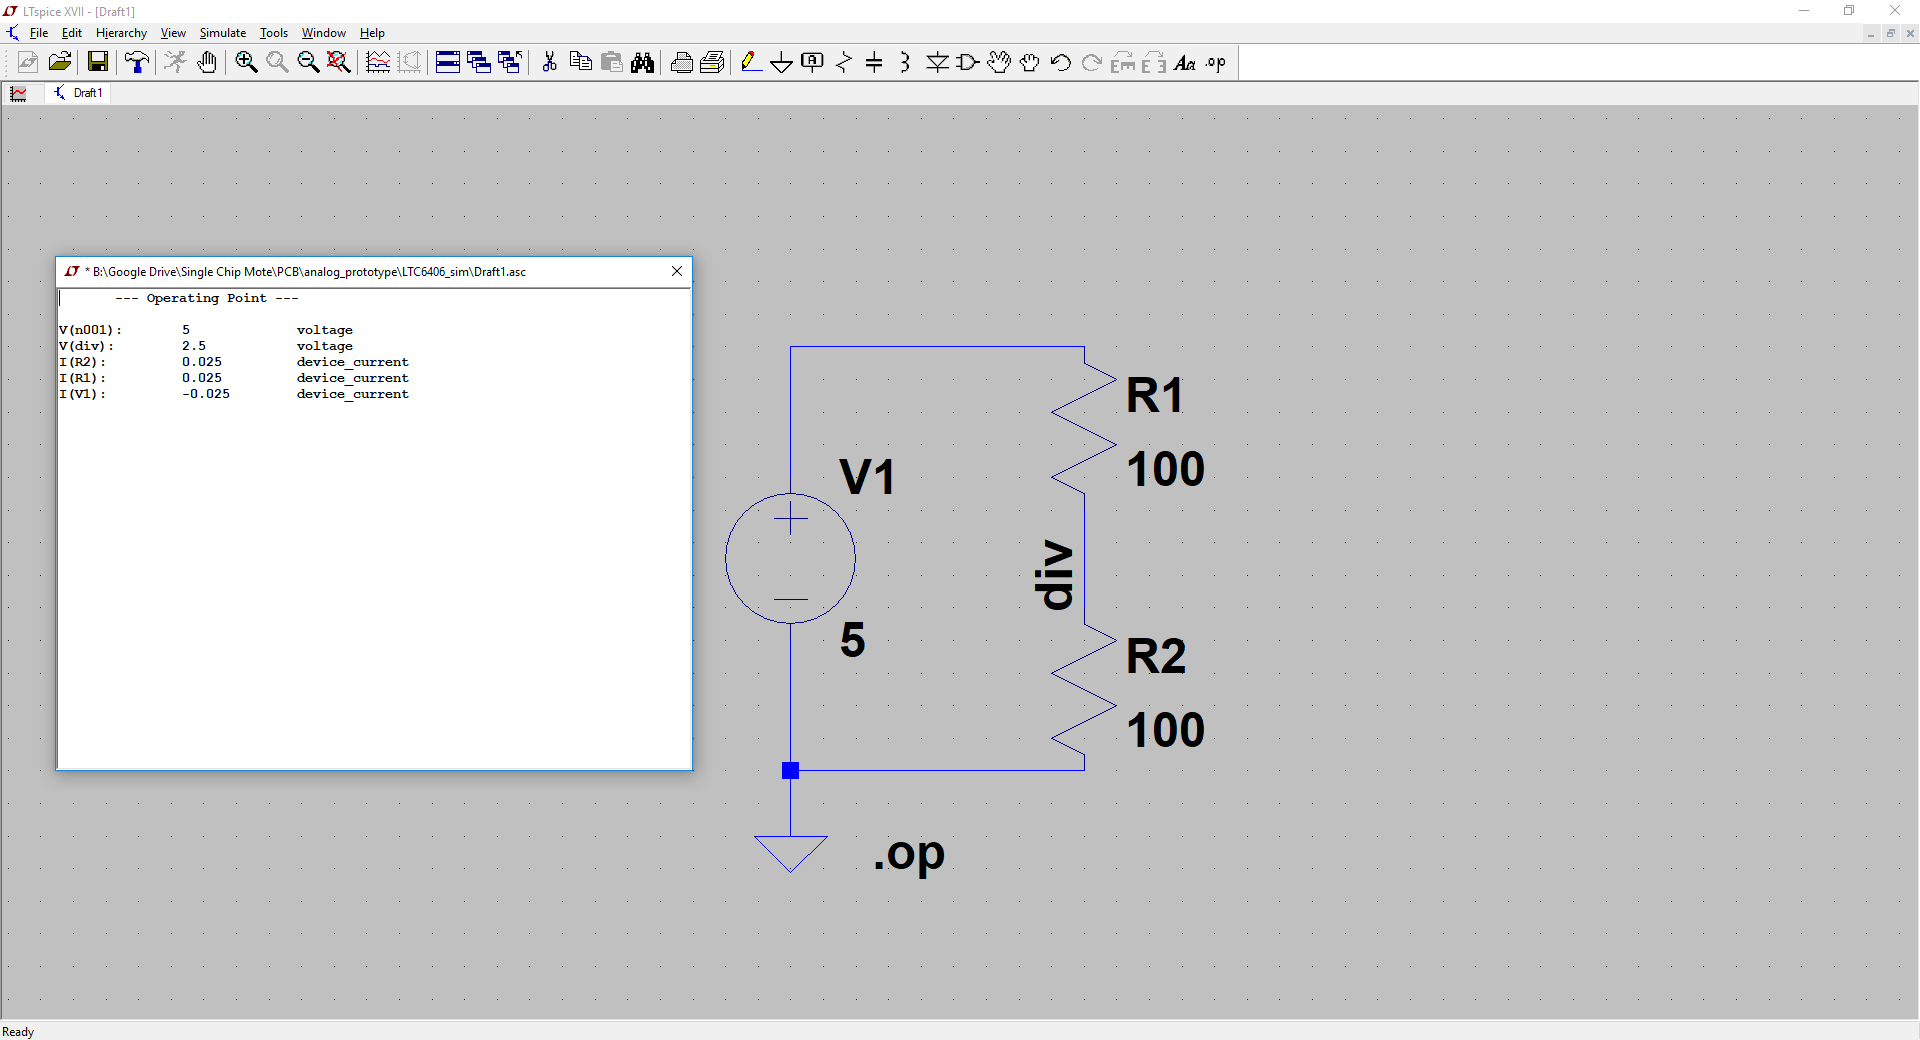 LTspice XVII - [Draft1]
File Edit Hierarchy View Simulate Tools Window Help
A Aa .op
Draft1
* B:\Google Drive\Single Chip Mote\PCB\analog_prototype\LTC6406_sim\Draft1.asc
--- Operating Point ---
V(n001): 5 voltage
V(div): 2.5 voltage
I(R2): 0.025 device_current
I(R1): 0.025 device_current
I(V1): -0.025 device_current
R1
100
V1
5
div
R2
100
.op
Ready